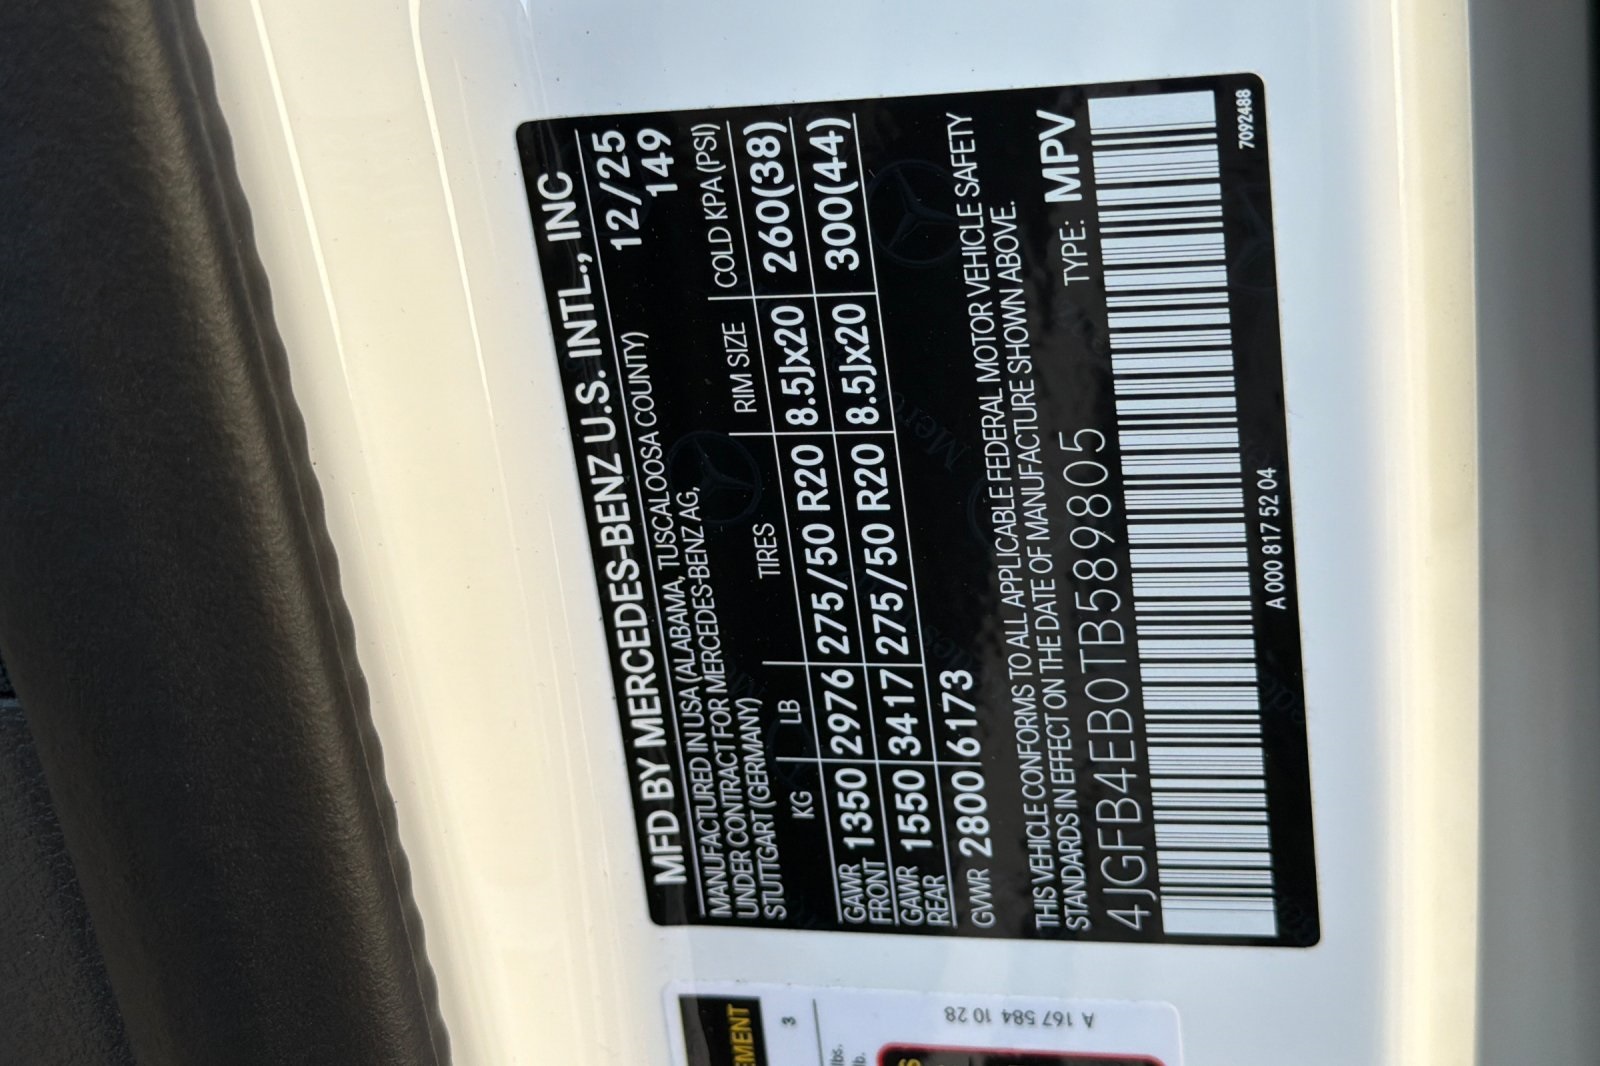 MFD BY MERCEDES-BENZ U.S. INTL., INC
MANUFACTURED IN USA (ALABAMA, TUSCALOOSA COUNTY) 12/25
UNDER CONTRACT FOR MERCEDES-BENZ AG, 149
STUTTGART (GERMANY)
KG LB TIRES RIM SIZE COLD KPA (PSI)
GAWR FRONT 1350 2976 275/50 R20 8.5Jx20 260(38)
GAWR REAR 1550 3417 275/50 R20 8.5Jx20 300(44)
GVWR 2800 6173
THIS VEHICLE CONFORMS TO ALL APPLICABLE FEDERAL MOTOR VEHICLE SAFETY
STANDARDS IN EFFECT ON THE DATE OF MANUFACTURE SHOWN ABOVE.
4JGFB4EB0TB589805 TYPE: MPV
A 000 817 52 04 7092488
A 167 584 10 28
3
lbs.
lb.